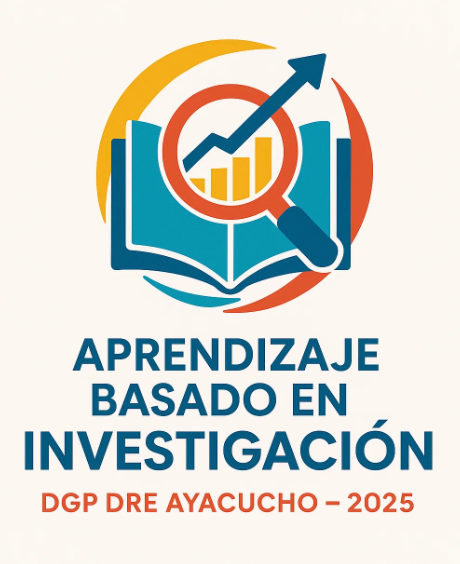 APRENDIZAJE
BASADO EN
INVESTIGACIÓN
DGP DRE AYACUCHO – 2025